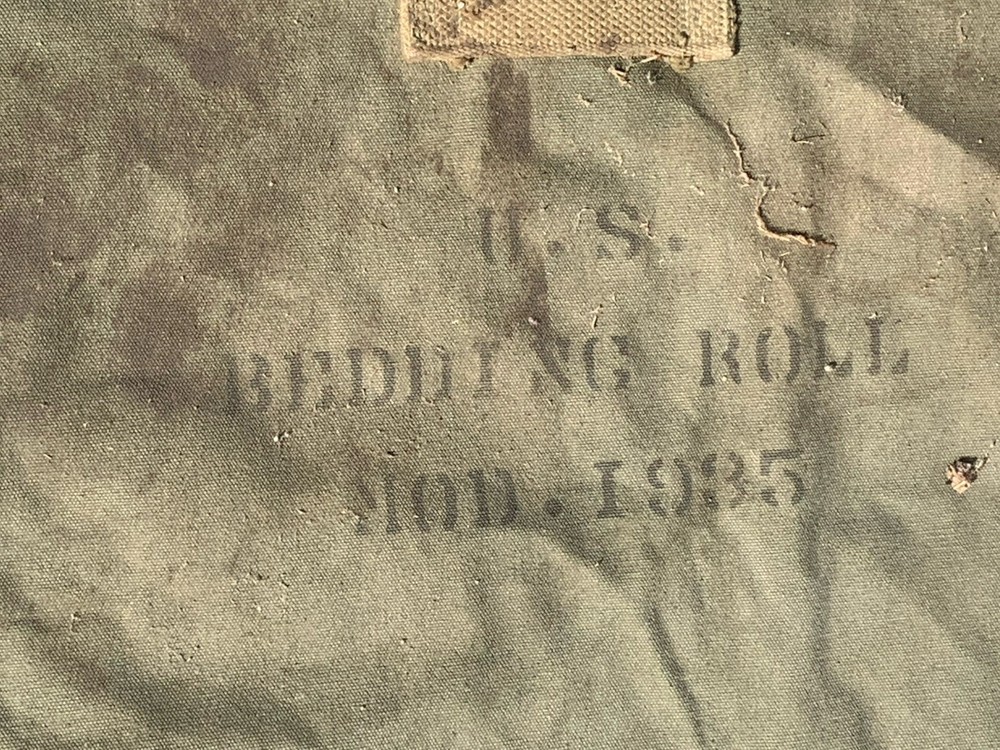 U.S.
BEDDING ROLL
MOD.1935